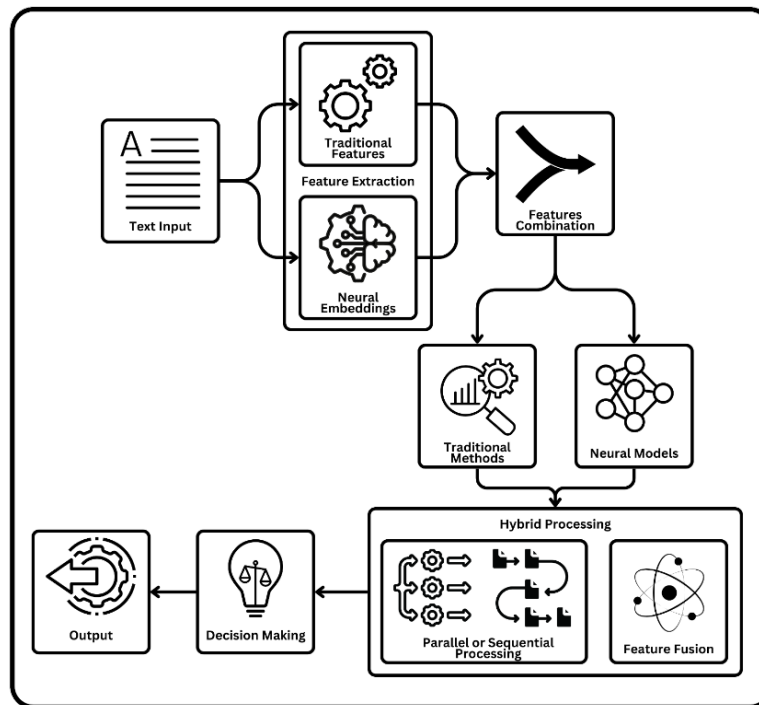 A
Text Input
Traditional
Features
Feature Extraction
Neural
Embeddings
Features
Combination
Traditional
Methods
Neural Models
Hybrid Processing
Parallel or Sequential
Processing
Feature Fusion
Decision Making
Output